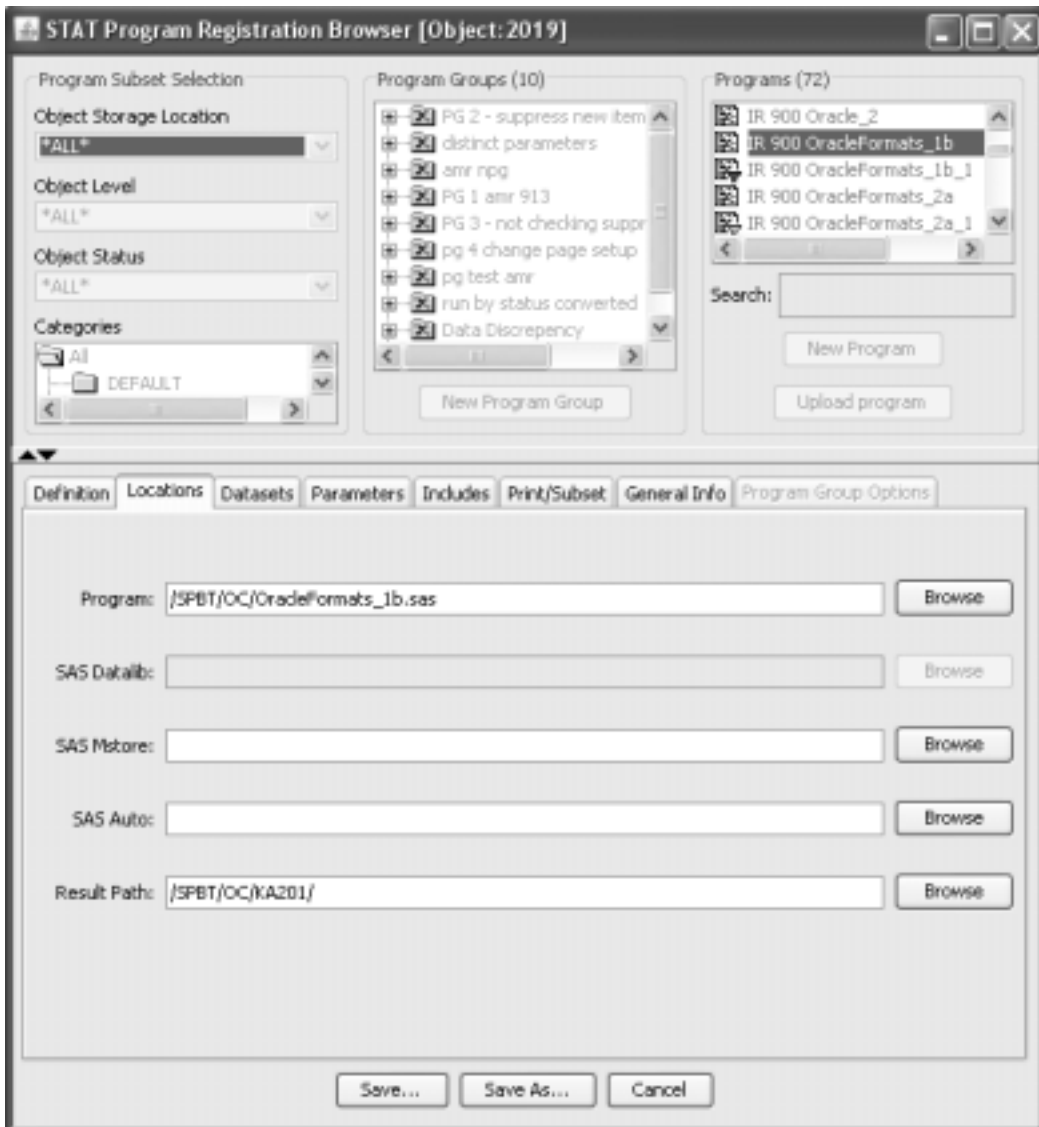 STAT Program Registration Browser [Object:2019]
Program Subset Selection
Object Storage Location
*ALL*
Object Level
*ALL*
Object Status
*ALL*
Categories
All
DEFAULT
Program Groups (10)
PG 2 - suppress new item
distinct parameters
amr npg
PG 1 amr 913
PG 3 - not checking suppr
pg 4 change page setup
pg test amr
run by status converted
Data Discrepency
New Program Group
Programs (72)
IR 900 Oracle_2
IR 900 OracleFormats_1b
IR 900 OracleFormats_1b_1
IR 900 OracleFormats_2a
IR 900 OracleFormats_2a_1
Search:
New Program
Upload program
Definition Locations Datasets Parameters Includes Print/Subset General Info Program Group Options
Program: /SPBT/OC/OracleFormats_1b.sas Browse
SAS Datalib: Browse
SAS Mstore: Browse
SAS Auto: Browse
Result Path: /SPBT/OC/KA201/ Browse
Save... Save As... Cancel